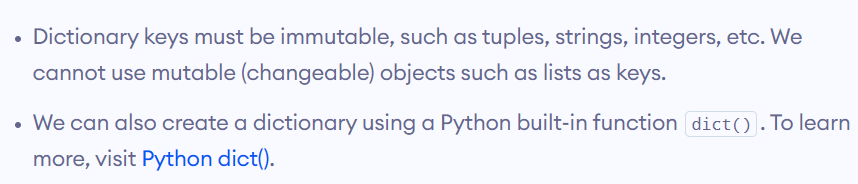 • Dictionary keys must be immutable, such as tuples, strings, integers, etc. We
cannot use mutable (changeable) objects such as lists as keys.
• We can also create a dictionary using a Python built-in function dict(). To learn
more, visit Python dict().